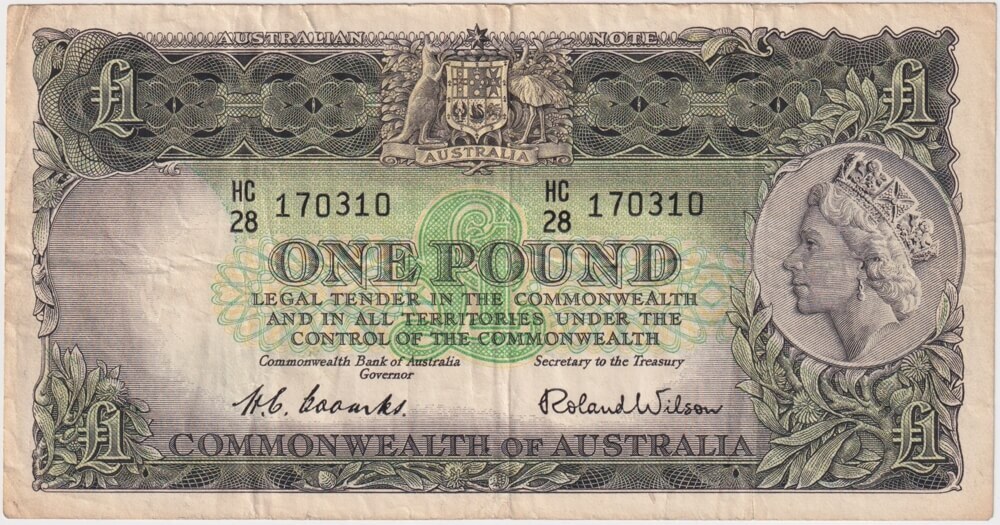 AUSTRALIAN NOTE
£1 £1
AUSTRALIA
HC 28 170310 HC 28 170310
£
ONE POUND
LEGAL TENDER IN THE COMMONWEALTH
AND IN ALL TERRITORIES UNDER THE
CONTROL OF THE COMMONWEALTH
Commonwealth Bank of Australia Secretary to the Treasury
Governor
H.C. Coombs. Roland Wilson
£1 £1
COMMONWEALTH OF AUSTRALIA